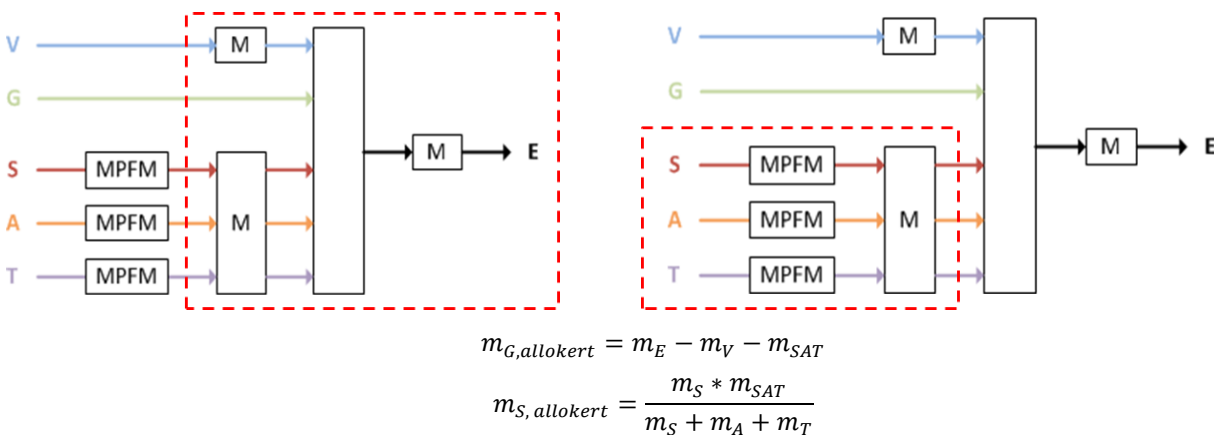 V M
G
S MPFM
A MPFM M
T MPFM
M E
V M
G
S MPFM
A MPFM M
T MPFM
M E
m_{G,allokert} = m_E − m_V − m_{SAT}
m_{S, allokert} = \frac{m_S * m_{SAT}}{m_S + m_A + m_T}